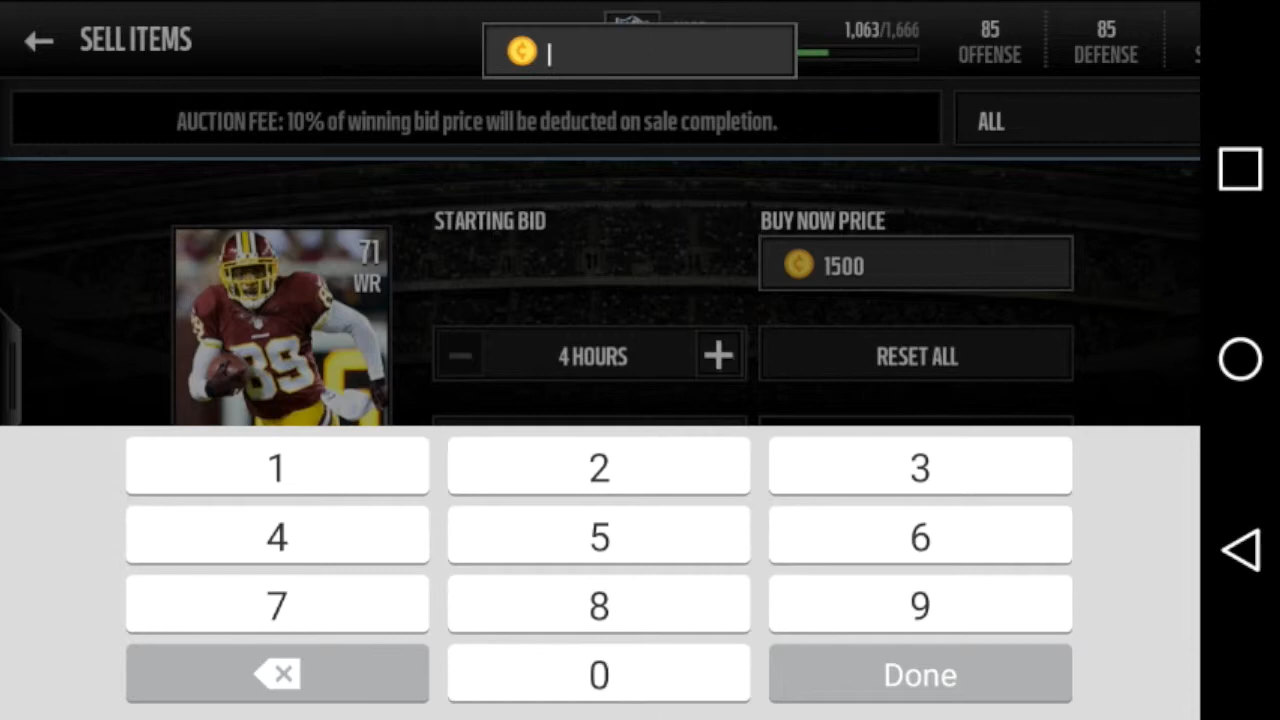 SELL ITEMS
1,063/1,666
85
OFFENSE
85
DEFENSE
AUCTION FEE: 10% of winning bid price will be deducted on sale completion.
ALL
STARTING BID
BUY NOW PRICE
1500
71
WR
89
4 HOURS
RESET ALL
1
2
3
4
5
6
7
8
9
0
Done